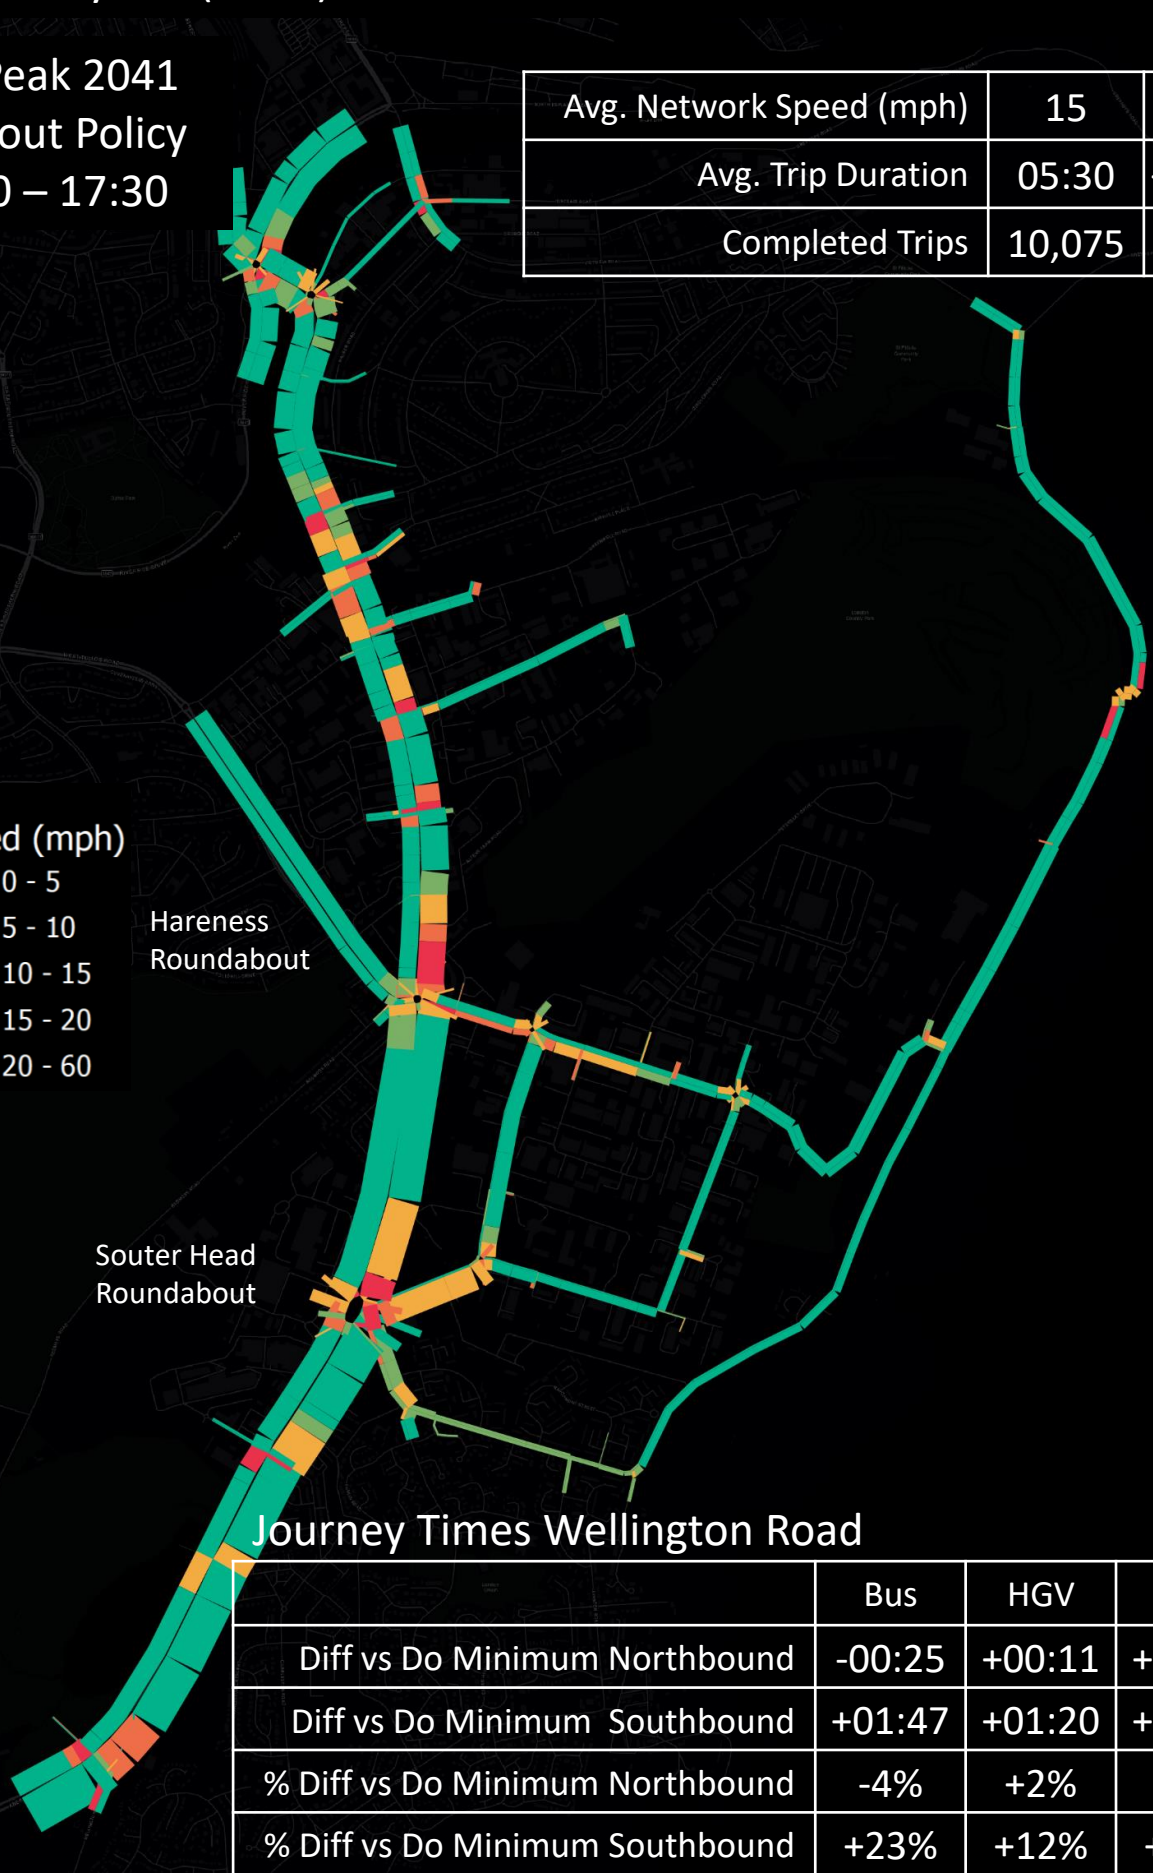 Peak 2041
out Policy
0 – 17:30
Avg. Network Speed (mph) 15
Avg. Trip Duration 05:30
Completed Trips 10,075
ed (mph)
0 - 5
5 - 10
10 - 15
15 - 20
20 - 60
Hareness
Roundabout
Souter Head
Roundabout
Journey Times Wellington Road
Bus HGV
Diff vs Do Minimum Northbound -00:25 +00:11 +
Diff vs Do Minimum Southbound +01:47 +01:20 +
% Diff vs Do Minimum Northbound -4% +2%
% Diff vs Do Minimum Southbound +23% +12%